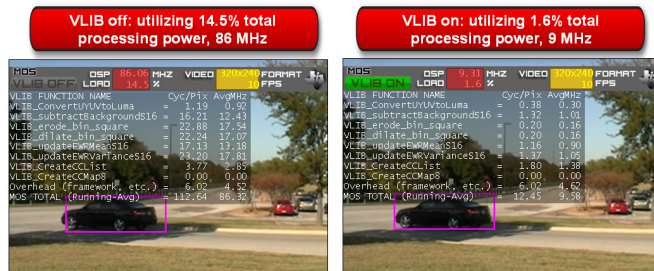 VLIB off: utilizing 14.5% total
processing power, 86 MHz
MOS
VLIB OFF
DSP 86.06 MHZ VIDEO 320x240 FORMAT
LOAD 14.5 % 10 FPS
VLIB FUNCTION NAME Cyc/Pix AvgMHz
VLIB_ConvertUYUVtoLuma = 1.19 0.92
VLIB_subtractBackgroundS16 = 16.21 12.43
VLIB_erode_bin_square = 22.88 17.54
VLIB_dilate_bin_square = 22.24 17.07
VLIB_updateEWRMeanS16 = 17.13 13.18
VLIB_updateEWRVarianceS16 = 23.20 17.81
VLIB_CreateCCList = 3.77 2.85
VLIB_CreateCCMap8 = 0.00 0.00
Overhead (framework, etc.) = 6.02 4.52
MOS TOTAL (Running-Avg) = 112.64 86.32
VLIB on: utilizing 1.6% total
processing power, 9 MHz
MOS
VLIB ON
DSP 9.31 MHZ VIDEO 320x240 FORMAT
LOAD 1.6 % 10 FPS
VLIB FUNCTION NAME Cyc/Pix AvgMHz
VLIB_ConvertUYUVtoLuma = 0.38 0.30
VLIB_subtractBackgroundS16 = 1.32 1.01
VLIB_erode_bin_square = 0.20 0.16
VLIB_dilate_bin_square = 0.20 0.16
VLIB_updateEWRMeanS16 = 1.16 0.90
VLIB_updateEWRVarianceS16 = 1.37 1.05
VLIB_CreateCCList = 1.80 1.38
VLIB_CreateCCMap8 = 0.00 0.00
Overhead (framework, etc.) = 6.02 4.62
MOS TOTAL (Running-Avg) = 12.45 9.58